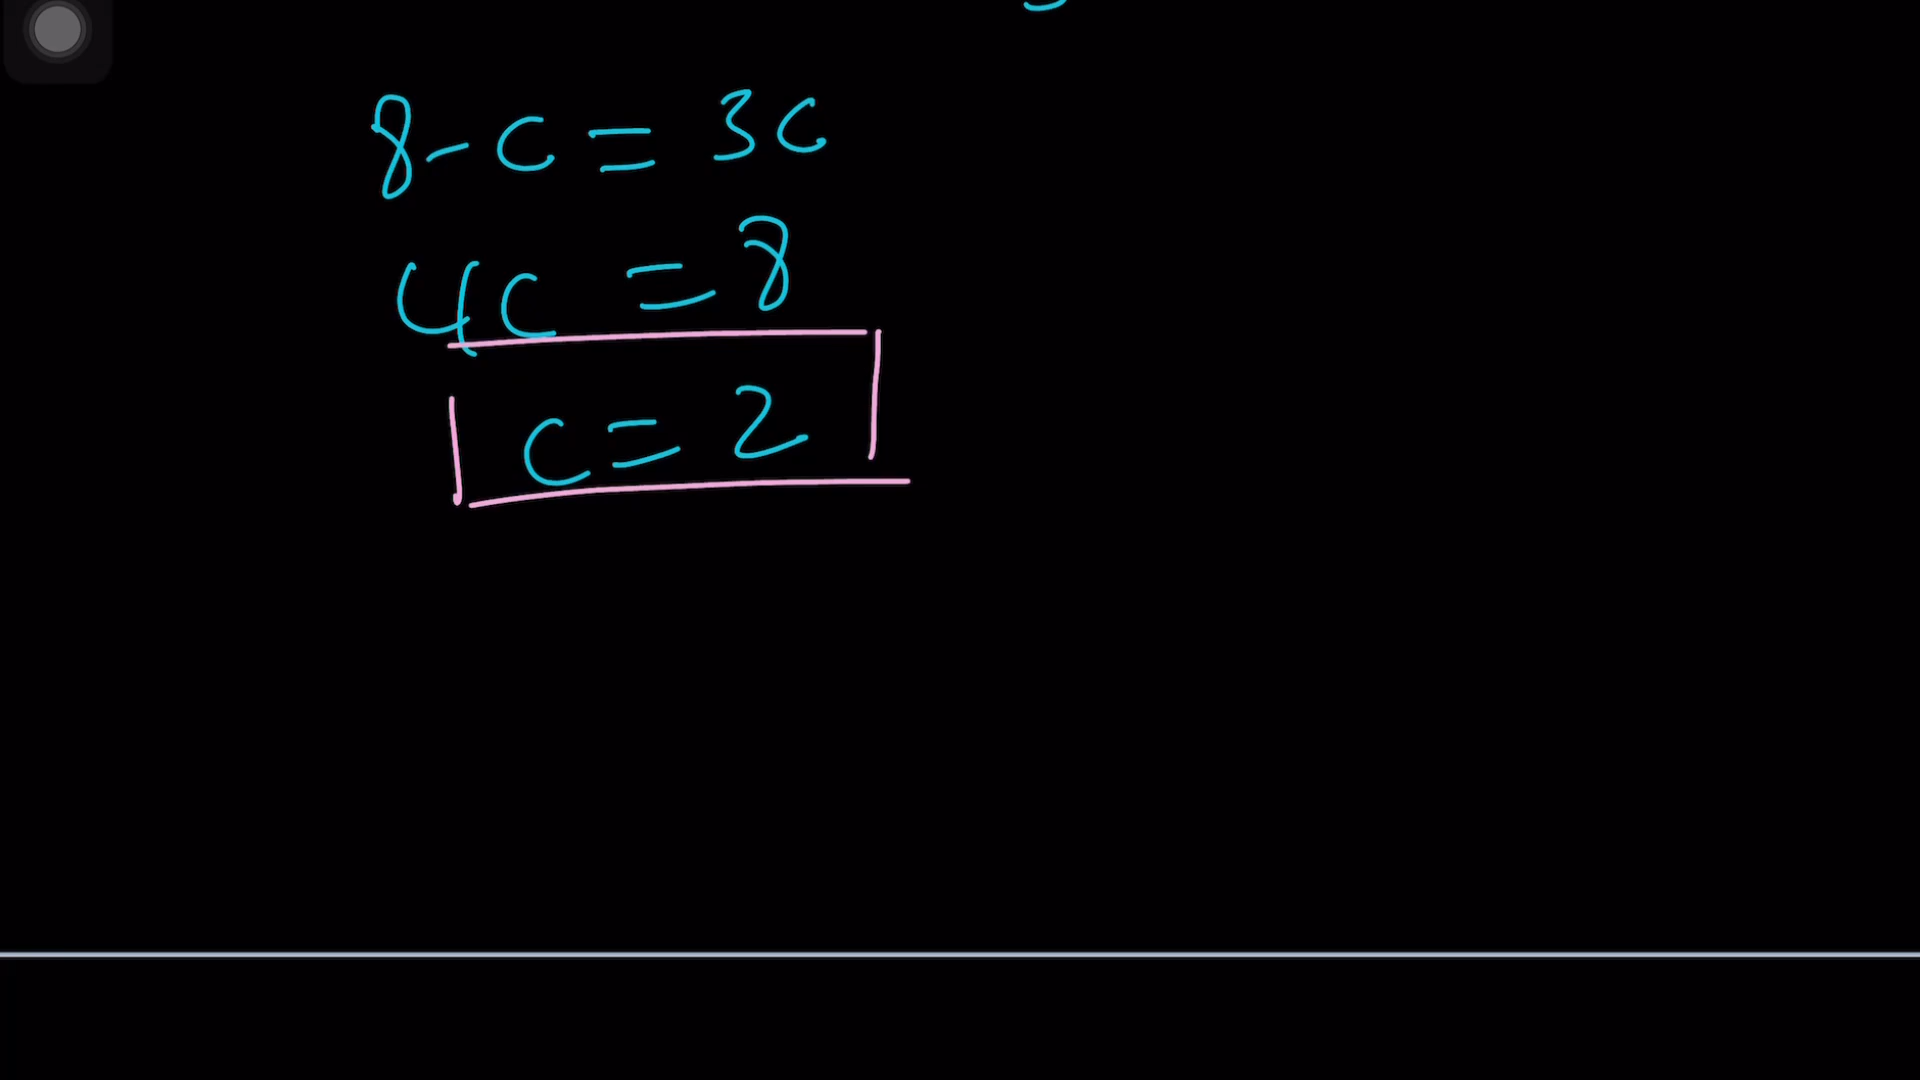 8 - c = 3c
4c = 8
c = 2